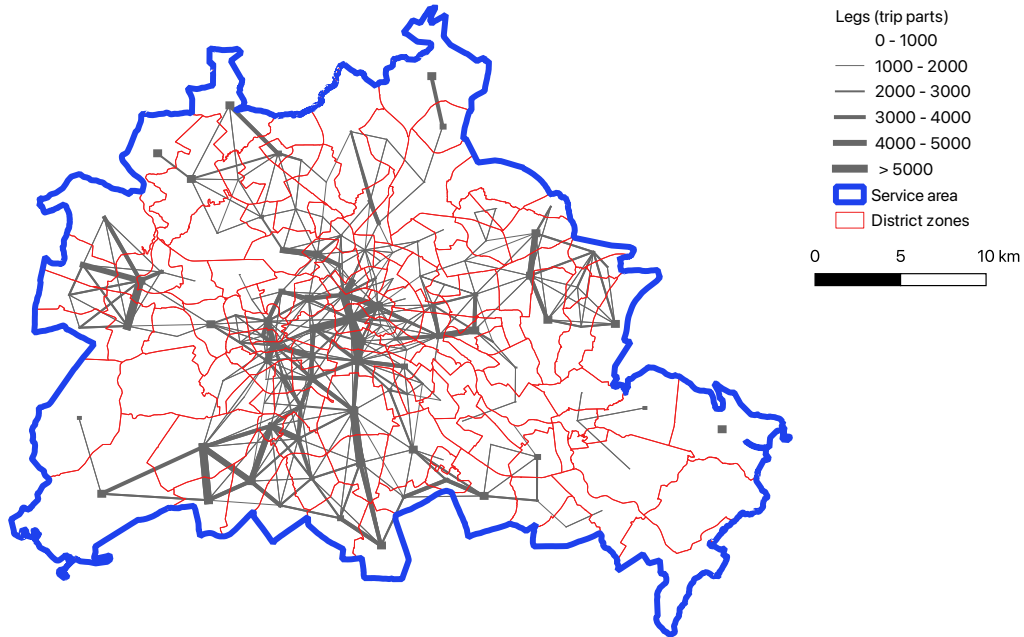 Legs (trip parts)
0 - 1000
1000 - 2000
2000 - 3000
3000 - 4000
4000 - 5000
> 5000
Service area
District zones
0 5 10 km